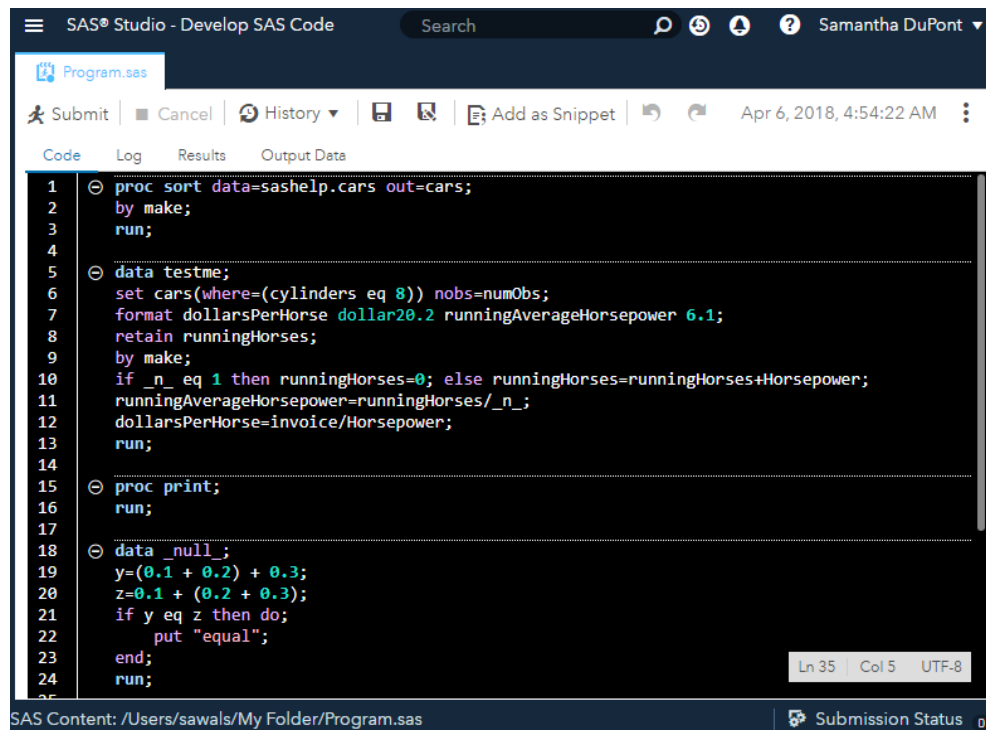 SAS® Studio - Develop SAS Code Search Samantha DuPont
Program.sas
Submit Cancel History Add as Snippet Apr 6, 2018, 4:54:22 AM
Code Log Results Output Data
1 proc sort data=sashelp.cars out=cars;
2 by make;
3 run;
4
5 data testme;
6 set cars(where=(cylinders eq 8)) nobs=numObs;
7 format dollarsPerHorse dollar20.2 runningAverageHorsepower 6.1;
8 retain runningHorses;
9 by make;
10 if _n_ eq 1 then runningHorses=0; else runningHorses=runningHorses+Horsepower;
11 runningAverageHorsepower=runningHorses/_n_;
12 dollarsPerHorse=invoice/Horsepower;
13 run;
14
15 proc print;
16 run;
17
18 data _null_;
19 y=(0.1 + 0.2) + 0.3;
20 z=0.1 + (0.2 + 0.3);
21 if y eq z then do;
22 put "equal";
23 end;
24 run;
Ln 35 Col 5 UTF-8
SAS Content: /Users/sawals/My Folder/Program.sas Submission Status